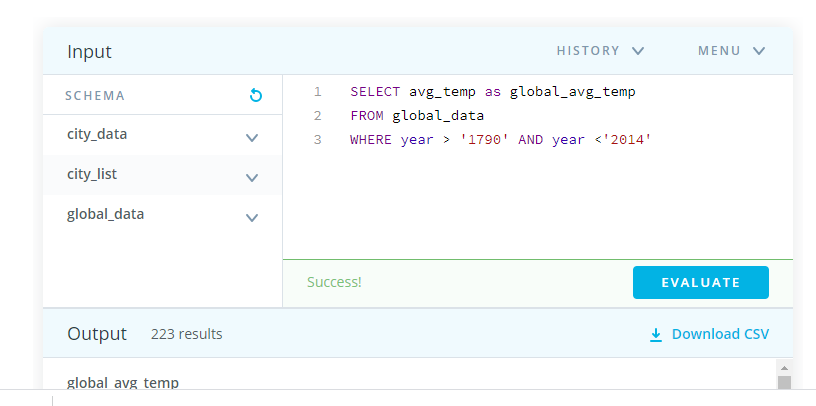 Input
HISTORY
MENU
SCHEMA
city_data
city_list
global_data
1 SELECT avg_temp as global_avg_temp
2 FROM global_data
3 WHERE year > '1790' AND year <'2014'
Success!
EVALUATE
Output 223 results
Download CSV
global_avg_temp